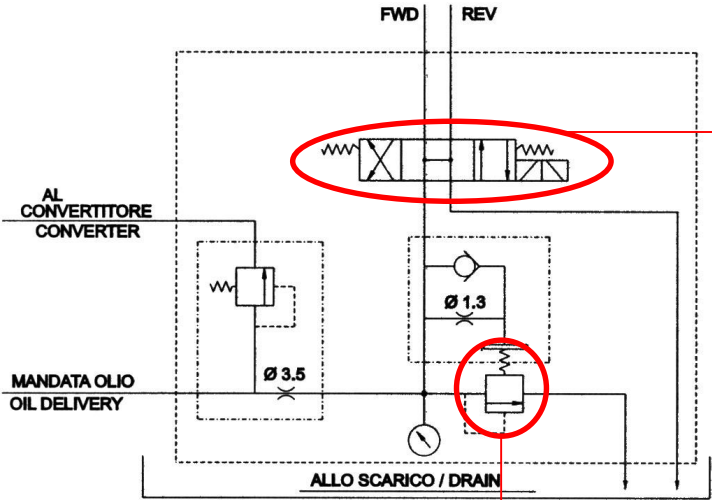 FWD REV
AL
CONVERTITORE
CONVERTER
Ø 1.3
Ø 3.5
MANDATA OLIO
OIL DELIVERY
ALLO SCARICO / DRAIN